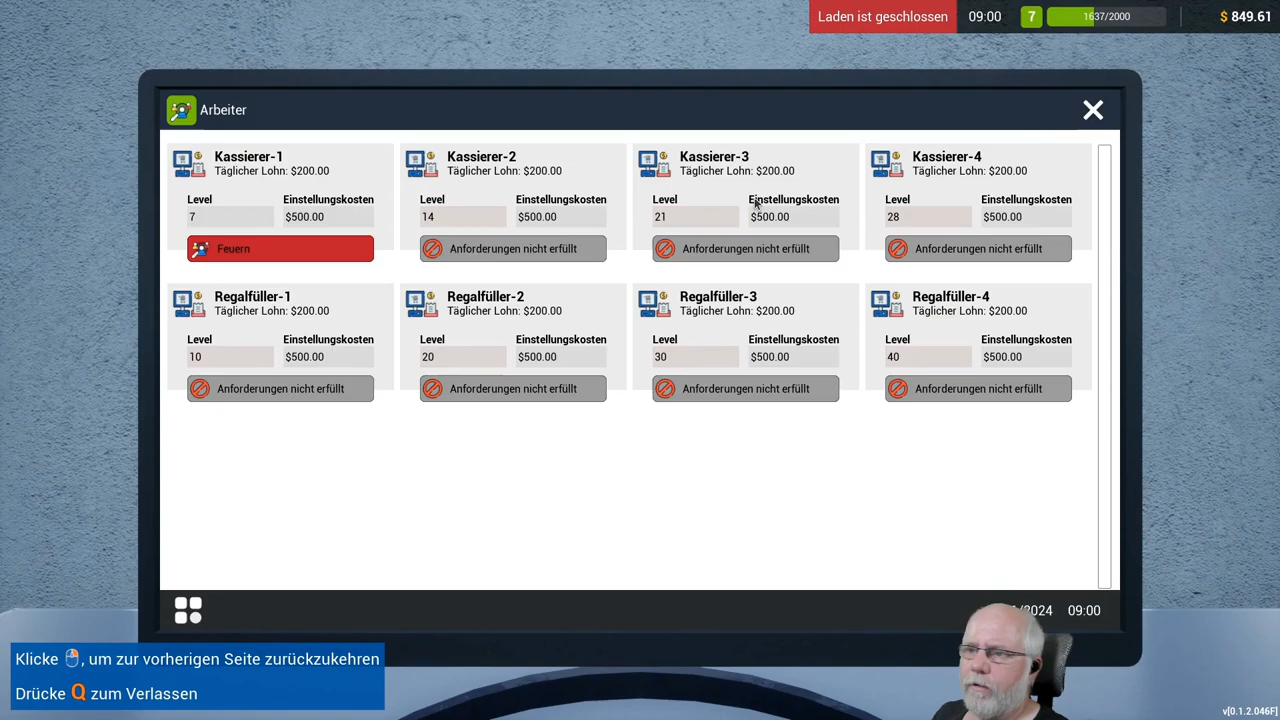 Laden ist geschlossen 09:00 7 1637/2000 $ 849.61
Arbeiter
Kassierer-1
Täglicher Lohn: $200.00
Level Einstellungskosten
7 $500.00
Feuern
Kassierer-2
Täglicher Lohn: $200.00
Level Einstellungskosten
14 $500.00
Anforderungen nicht erfüllt
Kassierer-3
Täglicher Lohn: $200.00
Level Einstellungskosten
21 $500.00
Anforderungen nicht erfüllt
Kassierer-4
Täglicher Lohn: $200.00
Level Einstellungskosten
28 $500.00
Anforderungen nicht erfüllt
Regalfüller-1
Täglicher Lohn: $200.00
Level Einstellungskosten
10 $500.00
Anforderungen nicht erfüllt
Regalfüller-2
Täglicher Lohn: $200.00
Level Einstellungskosten
20 $500.00
Anforderungen nicht erfüllt
Regalfüller-3
Täglicher Lohn: $200.00
Level Einstellungskosten
30 $500.00
Anforderungen nicht erfüllt
Regalfüller-4
Täglicher Lohn: $200.00
Level Einstellungskosten
40 $500.00
Anforderungen nicht erfüllt
/2024 09:00
Klicke , um zur vorherigen Seite zurückzukehren
Drücke Q zum Verlassen
v[0.1.2.046F]